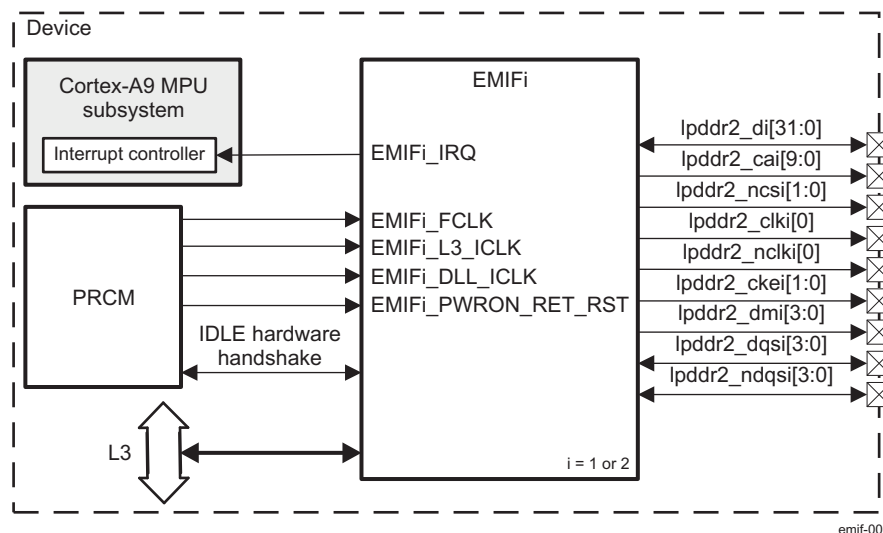 Device
Cortex-A9 MPU
subsystem
Interrupt controller
PRCM
IDLE hardware
handshake
L3
EMIFi
EMIFi_IRQ
EMIFi_FCLK
EMIFi_L3_ICLK
EMIFi_DLL_ICLK
EMIFi_PWRON_RET_RST
i = 1 or 2
lpddr2_di[31:0]
lpddr2_cai[9:0]
lpddr2_ncsi[1:0]
lpddr2_clki[0]
lpddr2_nclki[0]
lpddr2_ckei[1:0]
lpddr2_dmi[3:0]
lpddr2_dqsi[3:0]
lpddr2_ndqsi[3:0]
emif-00